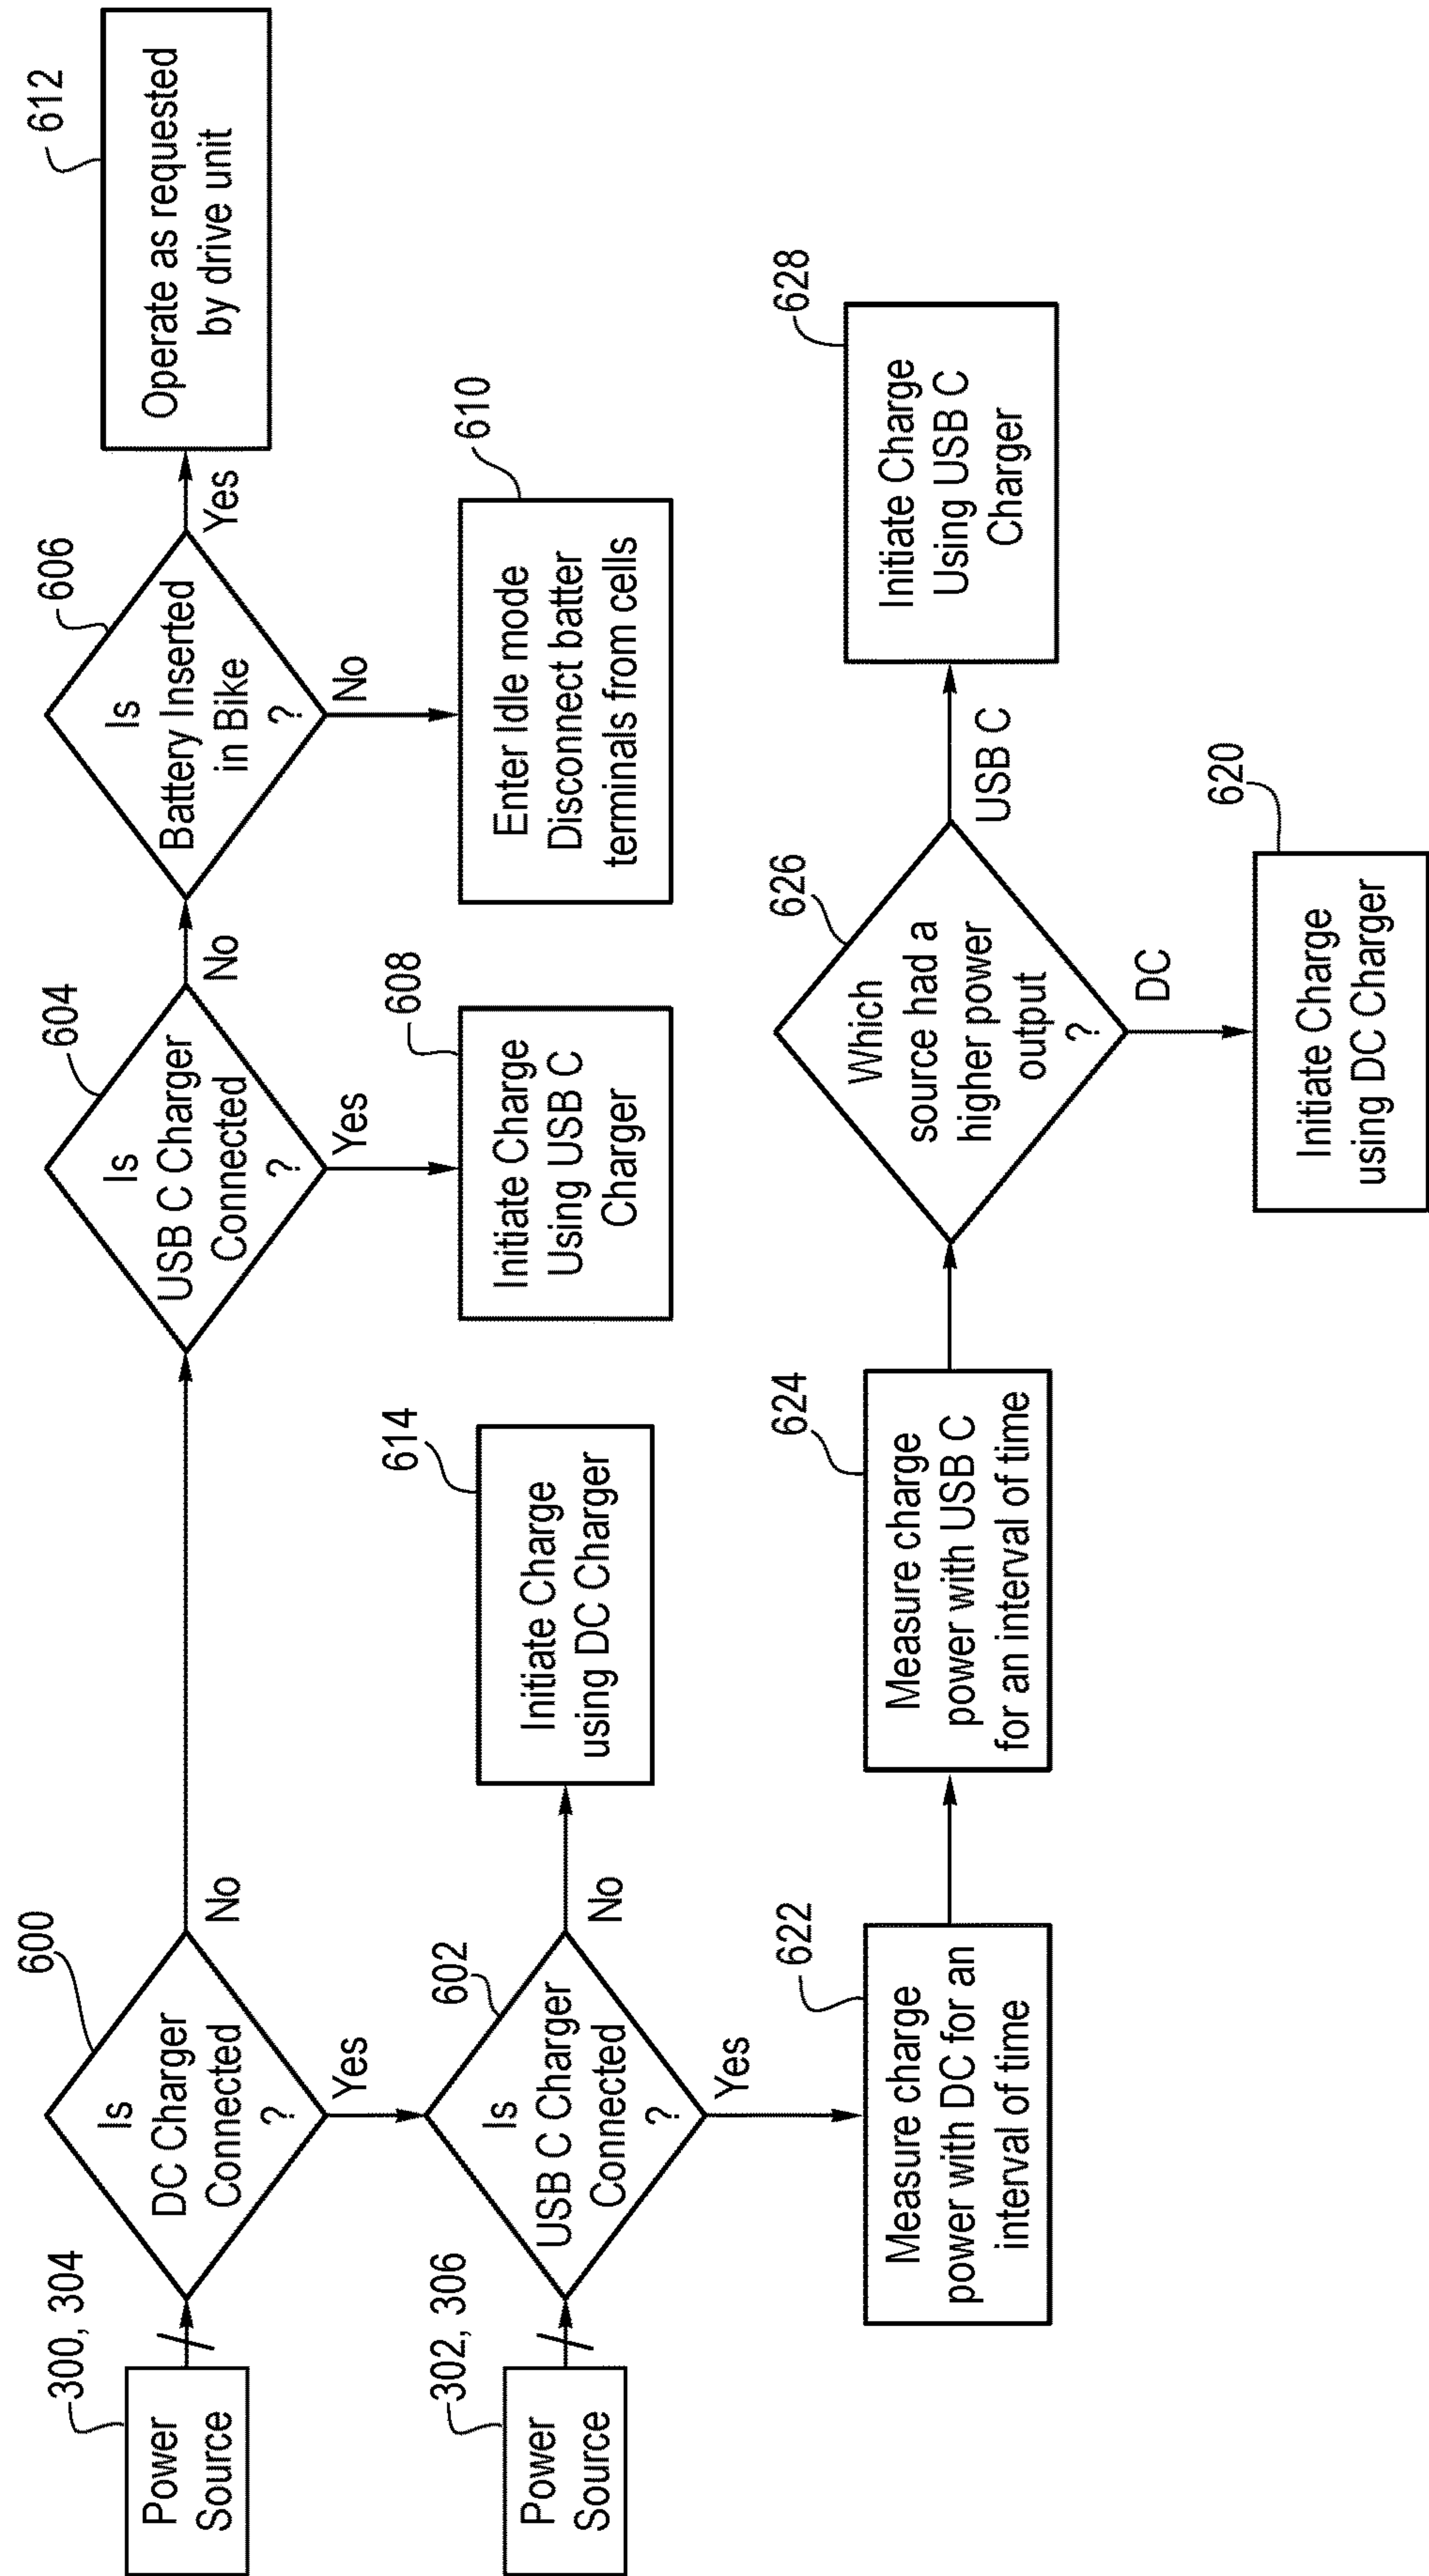 300, 304
Power
Source
600
Is
DC Charger
Connected
?
No
Yes
604
Is
USB C Charger
Connected
?
No
Yes
606
Is
Battery Inserted
in Bike
?
Yes
No
612
Operate as requested
by drive unit
302, 306
Power
Source
602
Is
USB C Charger
Connected
?
No
Yes
614
Initiate Charge
using DC Charger
608
Initiate Charge
Using USB C
Charger
610
Enter Idle mode
Disconnect batter
terminals from cells
622
Measure charge
power with DC for an
interval of time
624
Measure charge
power with USB C
for an interval of time
626
Which
source had a
higher power
output
?
USB C
DC
628
Initiate Charge
Using USB C
Charger
620
Initiate Charge
using DC Charger